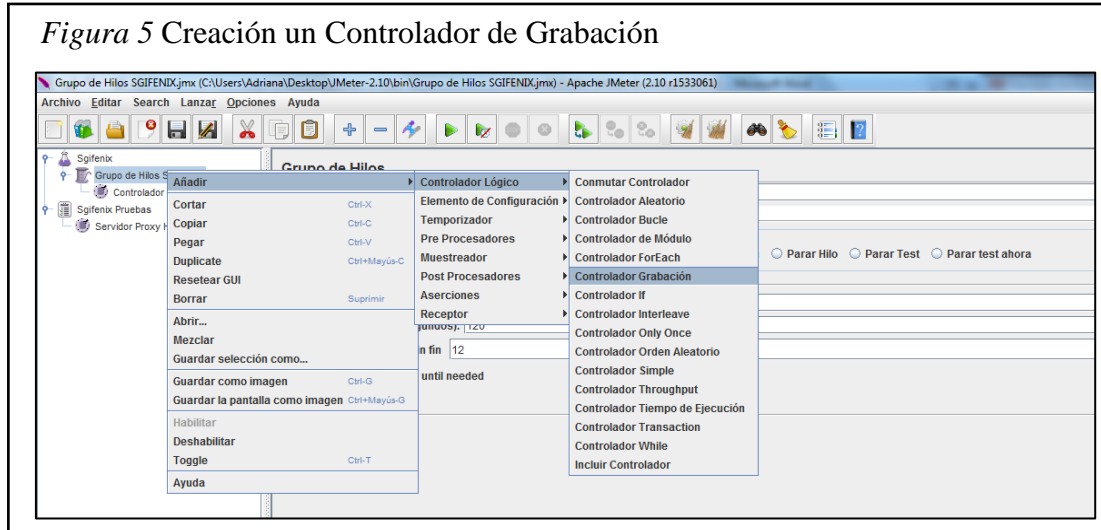 Figura 5 Creación un Controlador de Grabación
Grupo de Hilos SGIFENIX.jmx (C:\Users\Adriana\Desktop\JMeter-2.10\bin\Grupo de Hilos SGIFENIX.jmx) - Apache JMeter (2.10 r1533061)
Archivo Editar Search Lanzar Opciones Ayuda
Sgifenix
Grupo de Hilos S
Controlador
Sgifenix Pruebas
Servidor Proxy H
Grupo de Hilos
Añadir
Cortar Ctrl-X
Copiar Ctrl-C
Pegar Ctrl-V
Duplicate Ctrl+Mayús-C
Resetear GUI
Borrar Suprimir
Abrir...
Mezclar
Guardar selección como...
Guardar como imagen Ctrl-G
Guardar la pantalla como imagen Ctrl+Mayús-G
Habilitar
Deshabilitar
Toggle Ctrl-T
Ayuda
Controlador Lógico
Elemento de Configuración
Temporizador
Pre Procesadores
Muestreador
Post Procesadores
Aserciones
Receptor
Conmutar Controlador
Controlador Aleatorio
Controlador Bucle
Controlador de Módulo
Controlador ForEach
Controlador Grabación
Controlador If
Controlador Interleave
Controlador Only Once
Controlador Orden Aleatorio
Controlador Simple
Controlador Throughput
Controlador Tiempo de Ejecución
Controlador Transaction
Controlador While
Incluir Controlador
Parar Hilo Parar Test Parar test ahora
120
n fin 12
until needed